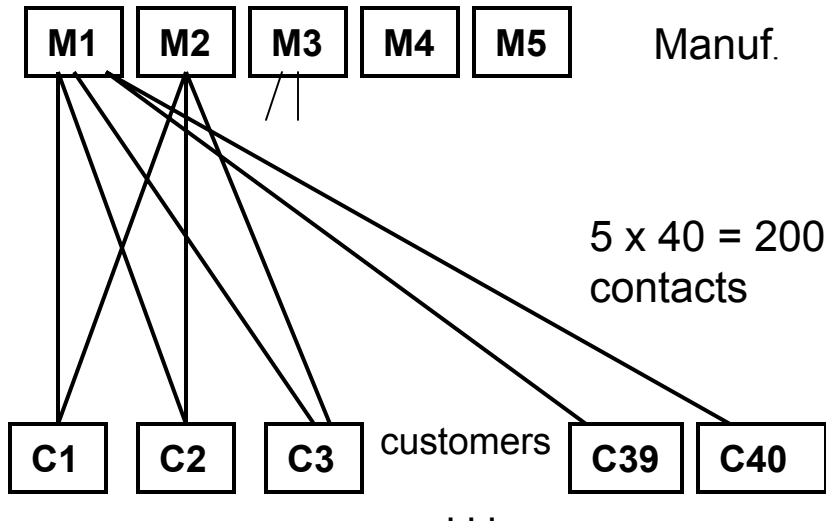 M1 M2 M3 M4 M5 Manuf.
5 x 40 = 200
contacts
C1 C2 C3 customers C39 C40
...